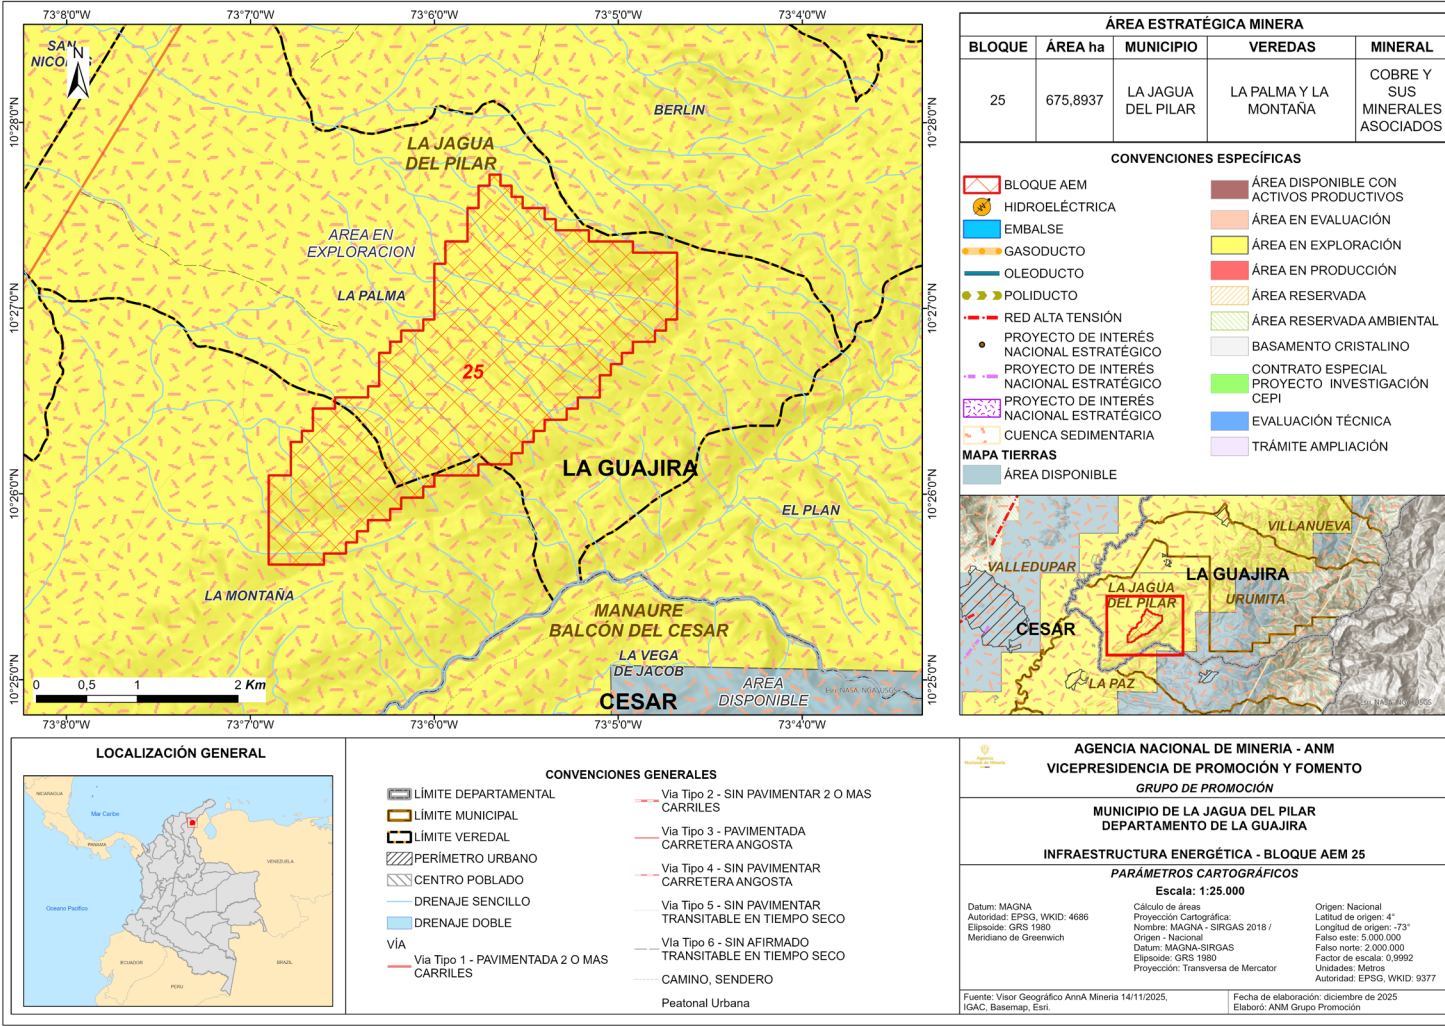 73°8'0"W
73°7'0"W
73°6'0"W
73°5'0"W
73°4'0"W
10°28'0"N
10°27'0"N
10°26'0"N
10°25'0"N
10°28'0"N
10°27'0"N
10°26'0"N
10°25'0"N
SAN
N
BERLIN
LA JAGUA
DEL PILAR
AREA EN
EXPLORACION
LA PALMA
25
LA GUAJIRA
EL PLAN
LA MONTAÑA
MANAURE
BALCÓN DEL CESAR
LA VEGA
DE JACOB
CESAR
AREA
DISPONIBLE
Esri, NASA, NGA, USGS
0 0,5 1 2 Km
73°8'0"W
73°7'0"W
73°6'0"W
73°5'0"W
73°4'0"W
ÁREA ESTRATÉGICA MINERA
BLOQUE ÁREA ha MUNICIPIO VEREDAS MINERAL
25 675,8937 LA JAGUA DEL PILAR LA PALMA Y LA MONTAÑA COBRE Y SUS MINERALES ASOCIADOS
CONVENCIONES ESPECÍFICAS
BLOQUE AEM
HIDROELÉCTRICA
EMBALSE
GASODUCTO
OLEODUCTO
POLIDUCTO
RED ALTA TENSIÓN
PROYECTO DE INTERÉS
NACIONAL ESTRATÉGICO
PROYECTO DE INTERÉS
NACIONAL ESTRATÉGICO
PROYECTO DE INTERÉS
NACIONAL ESTRATÉGICO
CUENCA SEDIMENTARIA
MAPA TIERRAS
ÁREA DISPONIBLE
ÁREA DISPONIBLE CON
ACTIVOS PRODUCTIVOS
ÁREA EN EVALUACIÓN
ÁREA EN EXPLORACIÓN
ÁREA EN PRODUCCIÓN
ÁREA RESERVADA
ÁREA RESERVADA AMBIENTAL
BASAMENTO CRISTALINO
CONTRATO ESPECIAL
PROYECTO INVESTIGACIÓN
CEPI
EVALUACIÓN TÉCNICA
TRÁMITE AMPLIACIÓN
VILLANUEVA
VALLEDUPAR
LA GUAJIRA
LA JAGUA
DEL PILAR
URUMITA
CESAR
LA PAZ
Esri, NASA, NGA, USGS
LOCALIZACIÓN GENERAL
NICARAGUA
Mar Caribe
PANAMA
VENEZUELA
Oceano Pacífico
ECUADOR
BRAZIL
PERU
CONVENCIONES GENERALES
LÍMITE DEPARTAMENTAL
LÍMITE MUNICIPAL
LÍMITE VEREDAL
PERÍMETRO URBANO
CENTRO POBLADO
DRENAJE SENCILLO
DRENAJE DOBLE
VÍA
Via Tipo 1 - PAVIMENTADA 2 O MAS
CARRILES
Via Tipo 2 - SIN PAVIMENTAR 2 O MAS
CARRILES
Via Tipo 3 - PAVIMENTADA
CARRETERA ANGOSTA
Via Tipo 4 - SIN PAVIMENTAR
CARRETERA ANGOSTA
Via Tipo 5 - SIN PAVIMENTAR
TRANSITABLE EN TIEMPO SECO
VIa Tipo 6 - SIN AFIRMADO
TRANSITABLE EN TIEMPO SECO
CAMINO, SENDERO
Peatonal Urbana
Agencia
Nacional de Minería
AGENCIA NACIONAL DE MINERIA - ANM
VICEPRESIDENCIA DE PROMOCIÓN Y FOMENTO
GRUPO DE PROMOCIÓN
MUNICIPIO DE LA JAGUA DEL PILAR
DEPARTAMENTO DE LA GUAJIRA
INFRAESTRUCTURA ENERGÉTICA - BLOQUE AEM 25
PARÁMETROS CARTOGRÁFICOS
Escala: 1:25.000
Datum: MAGNA
Autoridad: EPSG, WKID: 4686
Elipsoide: GRS 1980
Meridiano de Greenwich
Cálculo de áreas
Proyección Cartográfica:
Nombre: MAGNA - SIRGAS 2018 /
Origen - Nacional
Datum: MAGNA-SIRGAS
Elipsoide: GRS 1980
Proyección: Transversa de Mercator
Origen: Nacional
Latitud de origen: 4°
Longitud de origen: -73°
Falso este: 5.000.000
Falso norte: 2.000.000
Factor de escala: 0,9992
Unidades: Metros
Autoridad: EPSG, WKID: 9377
Fuente: Visor Geográfico AnnA Mineria 14/11/2025,
IGAC, Basemap, Esri.
Fecha de elaboración: diciembre de 2025
Elaboró: ANM Grupo Promoción